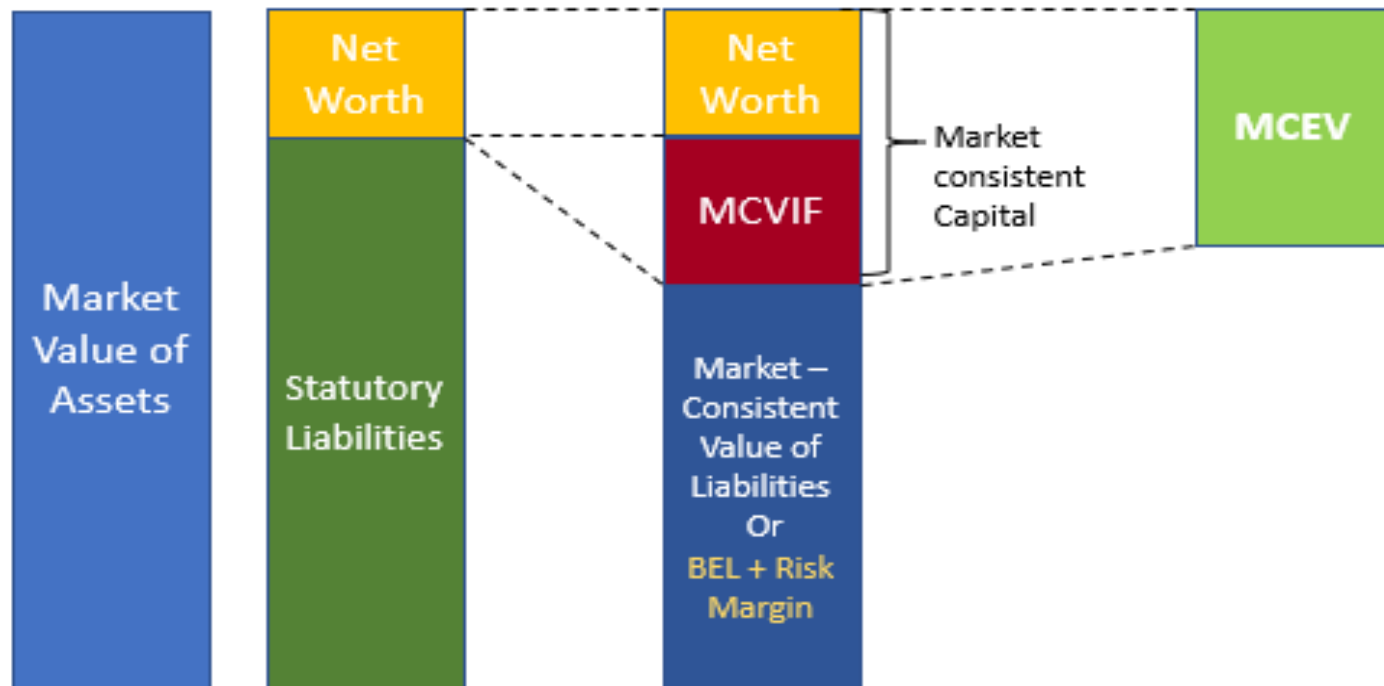 Market
Value of
Assets
Net
Worth
Statutory
Liabilities
Net
Worth
MCVIF
Market –
Consistent
Value of
Liabilities
Or
BEL + Risk
Margin
Market
consistent
Capital
MCEV